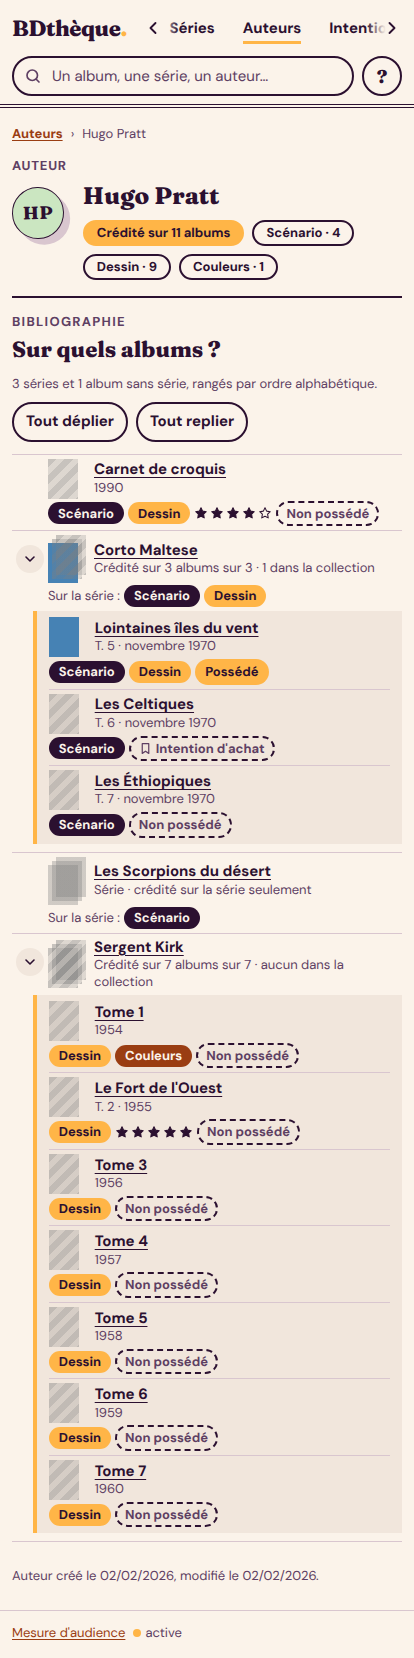 BDthèque.
Séries Auteurs
Un album, une série, un auteur...
?
Auteurs › Hugo Pratt
AUTEUR
HP
Hugo Pratt
Crédité sur 11 albums Scénario · 4
Dessin · 9 Couleurs · 1
BIBLIOGRAPHIE
Sur quels albums ?
3 séries et 1 album sans série, rangés par ordre alphabétique.
Tout déplier Tout replier
Carnet de croquis
1990
Scénario Dessin Non possédé
Corto Maltese
Crédité sur 3 albums sur 3 · 1 dans la collection
Sur la série : Scénario Dessin
Lointaines îles du vent
T. 5 · novembre 1970
Scénario Dessin Possédé
Les Celtiques
T. 6 · novembre 1970
Scénario Intention d'achat
Les Éthiopiques
T. 7 · novembre 1970
Scénario Non possédé
Les Scorpions du désert
Série · crédité sur la série seulement
Sur la série : Scénario
Sergent Kirk
Crédité sur 7 albums sur 7 · aucun dans la
collection
Tome 1
1954
Dessin Couleurs Non possédé
Le Fort de l'Ouest
T. 2 · 1955
Dessin Non possédé
Tome 3
1956
Dessin Non possédé
Tome 4
1957
Dessin Non possédé
Tome 5
1958
Dessin Non possédé
Tome 6
1959
Dessin Non possédé
Tome 7
1960
Dessin Non possédé
Auteur créé le 02/02/2026, modifié le 02/02/2026.
Mesure d'audience active